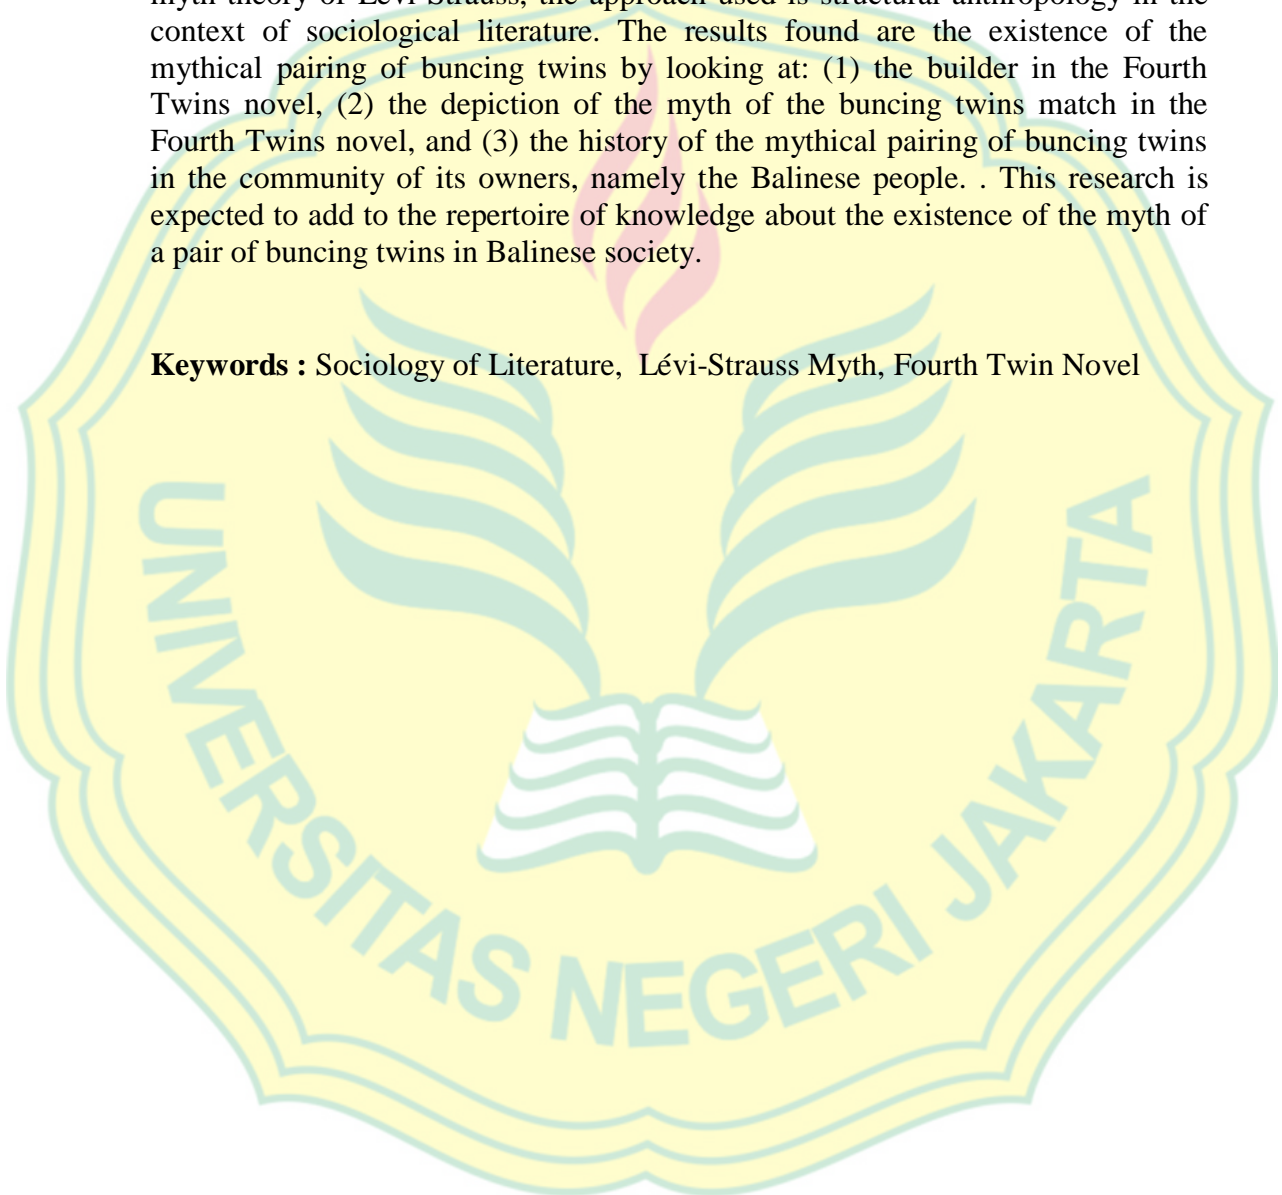 myth theory of Lévi-Strauss, the approach used is structural anthropology in the
context of sociological literature. The results found are the existence of the
mythical pairing of buncing twins by looking at: (1) the builder in the Fourth
Twins novel, (2) the depiction of the myth of the buncing twins match in the
Fourth Twins novel, and (3) the history of the mythical pairing of buncing twins
in the community of its owners, namely the Balinese people. . This research is
expected to add to the repertoire of knowledge about the existence of the myth of
a pair of buncing twins in Balinese society.
Keywords : Sociology of Literature, Lévi-Strauss Myth, Fourth Twin Novel
UNIVERSITAS NEGERI JAKARTA